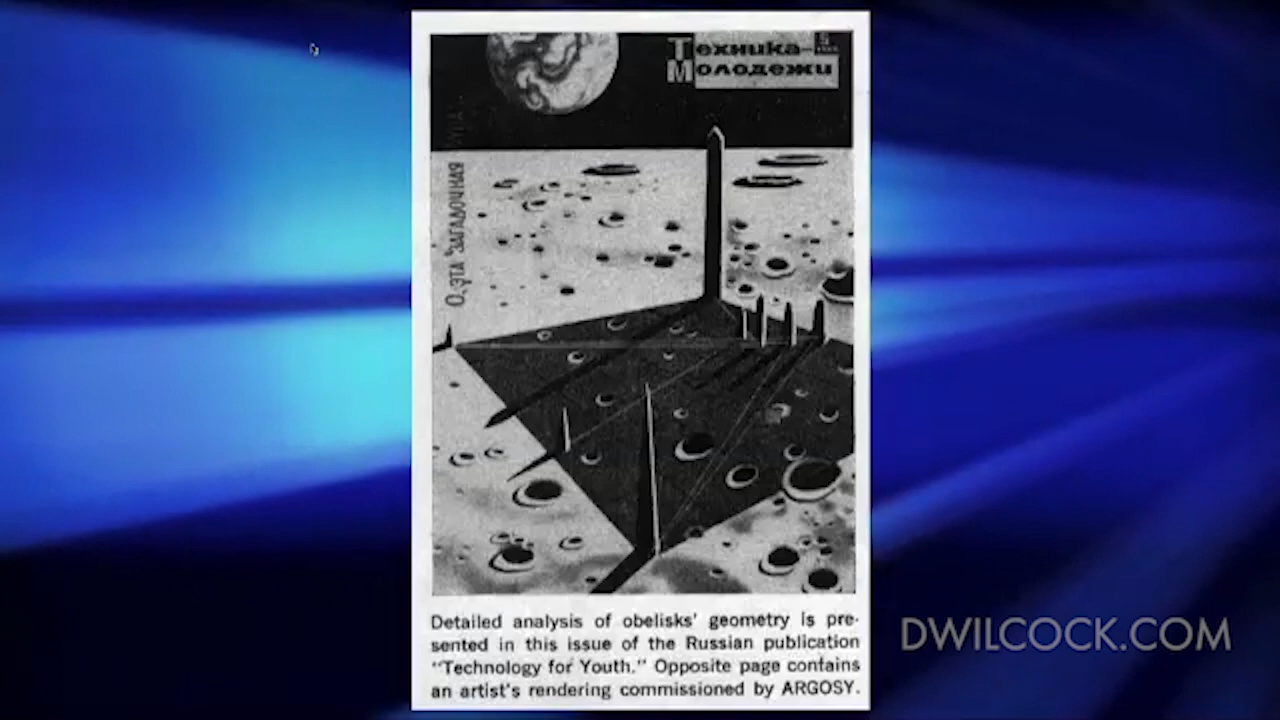 Техника—
Молодежи
5
О, ЭТА ЗАГАДОЧНАЯ
Detailed analysis of obelisks' geometry is pre-
sented in this issue of the Russian publication
"Technology for Youth." Opposite page contains
an artist's rendering commissioned by ARGOSY.
DWILCOCK.COM